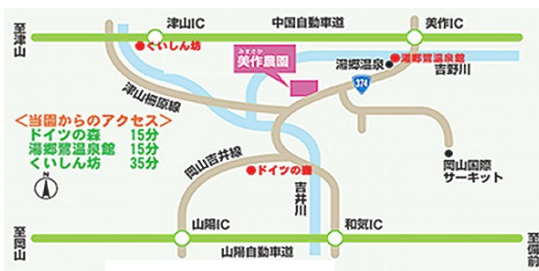 津山IC
中国自動車道
美作IC
至津山
くいしん坊
みまさか
美作農園
湯郷温泉
湯郷鷺温泉館
吉野川
374
津山柵原線
＜当園からのアクセス＞
ドイツの森 15分
湯郷鷺温泉館 15分
くいしん坊 35分
N
岡山吉井線
ドイツの森
吉井川
岡山国際
サーキット
山陽IC
和気IC
至岡山
山陽自動車道
至備前